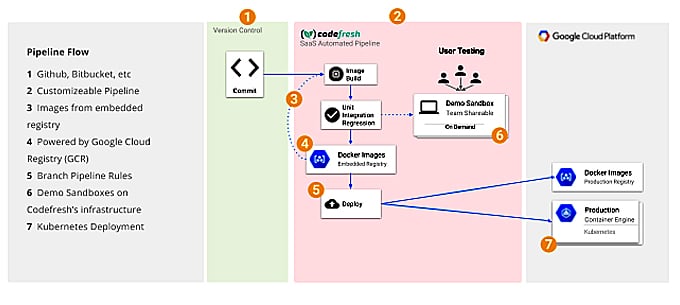 Pipeline Flow
1 Github, Bitbucket, etc
2 Customizeable Pipeline
3 Images from embedded
registry
4 Powered by Google Cloud
Registry (GCR)
5 Branch Pipeline Rules
6 Demo Sandboxes on
Codefresh's infrastructure
7 Kubernetes Deployment
1
Version Control
Commit
2
codefresh
SaaS Automated Pipeline
User Testing
Image
Build
3
Unit
Integration
Regression
Demo Sandbox
Team Shareable
On Demand
6
4
Docker Images
Embedded Registry
5
Deploy
Google Cloud Platform
Docker Images
Production Registry
Production
Container Engine
Kubernetes
7